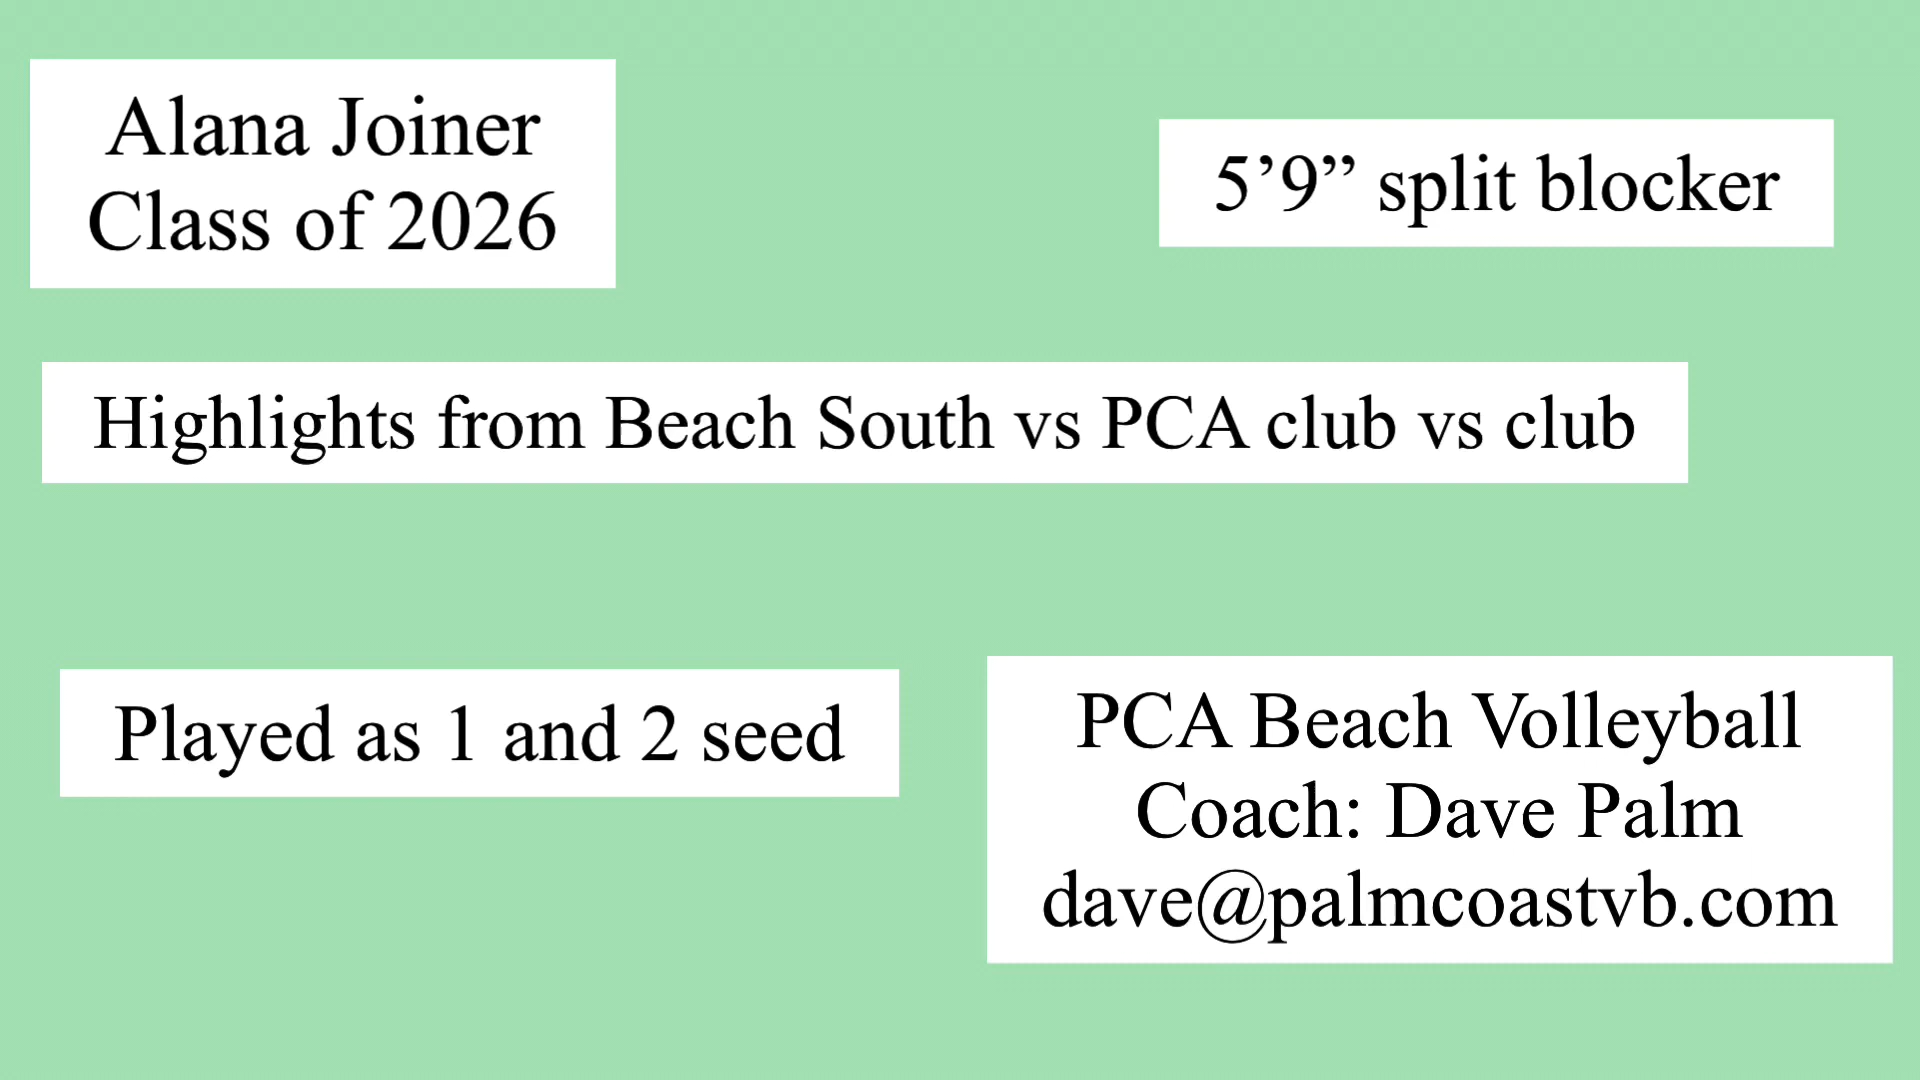 Alana Joiner
Class of 2026
5’9” split blocker
Highlights from Beach South vs PCA club vs club
Played as 1 and 2 seed
PCA Beach Volleyball
Coach: Dave Palm
dave@palmcoastvb.com